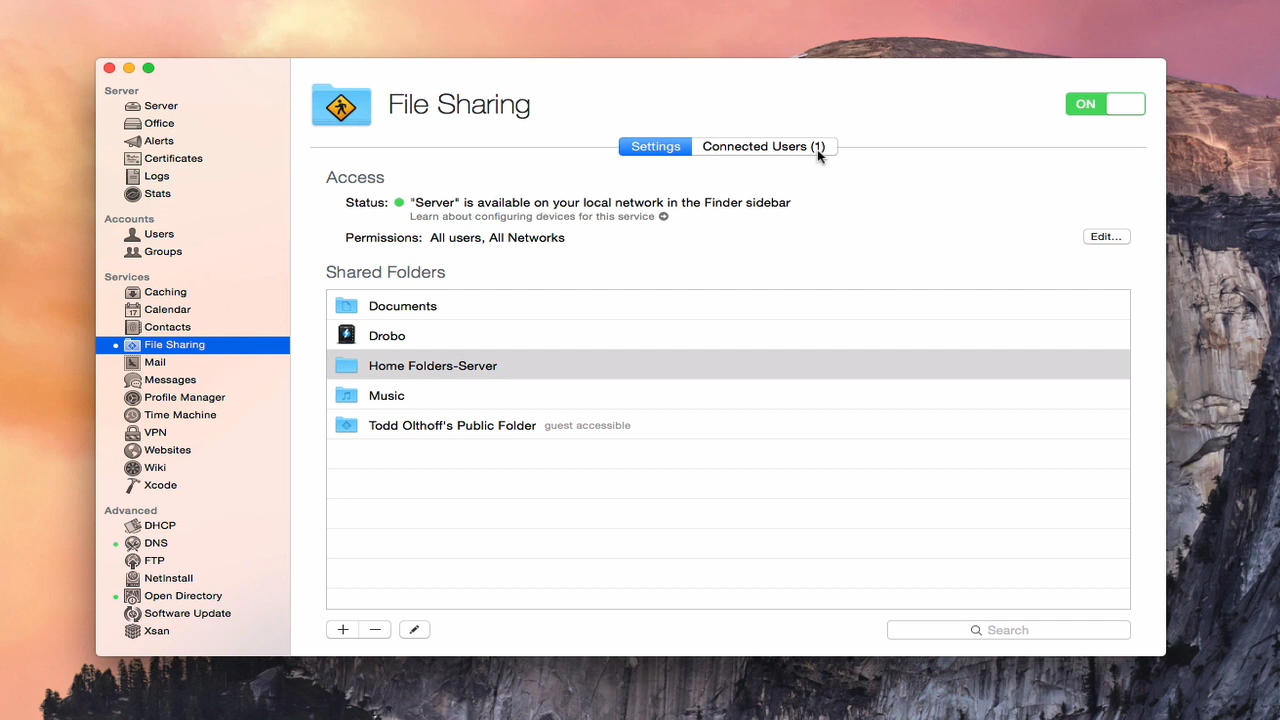 Server
Server
Office
Alerts
Certificates
Logs
Stats
Accounts
Users
Groups
Services
Caching
17
Calendar
Contacts
File Sharing
Mail
Messages
Profile Manager
Time Machine
VPN
Websites
Wiki
Xcode
Advanced
DHCP
DNS
FTP
NetInstall
Open Directory
Software Update
Xsan
File Sharing
ON
Settings
Connected Users (1)
Access
Status: "Server" is available on your local network in the Finder sidebar
Learn about configuring devices for this service
Permissions: All users, All Networks
Edit...
Shared Folders
Documents
Drobo
Home Folders-Server
Music
Todd Olthoff's Public Folder guest accessible
Search